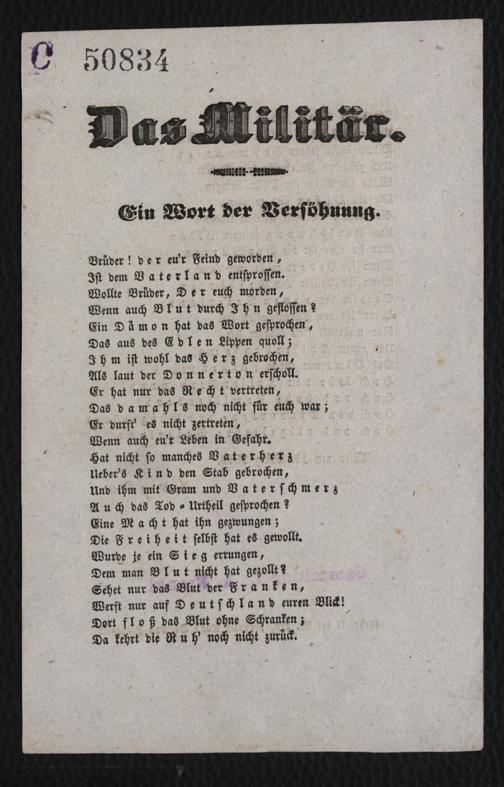 C 50834
Das Militär.
Ein Wort der Versöhnung.
Brüder! der eu'r Feind geworden,
Ist dem Vaterland entsprossen.
Wollte Brüder, Der euch morden,
Wenn auch Blut durch Ihn geflossen?
Ein Dämon hat das Wort gesprochen,
Das aus des Edlen Lippen quoll;
Ihm ist wohl das Herz gebrochen,
Als laut der Donnerton erscholl.
Er hat nur das Recht vertreten,
Das damahls noch nicht für euch war;
Er durft' es nicht zertreten,
Wenn auch eu'r Leben in Gefahr.
Hat nicht so manches Vaterherz
Ueber's Kind den Stab gebrochen,
Und ihm mit Gram und Vaterschmerz
Auch das Tod-Urtheil gesprochen?
Eine Macht hat ihn gezwungen;
Die Freiheit selbst hat es gewollt.
Wurde je ein Sieg errungen,
Dem man Blut nicht hat gezollt?
Sehet nur das Blut der Franken,
Werft nur auf Deutschland euren Blick!
Dort floß das Blut ohne Schranken;
Da kehrt die Ruh' noch nicht zurück.